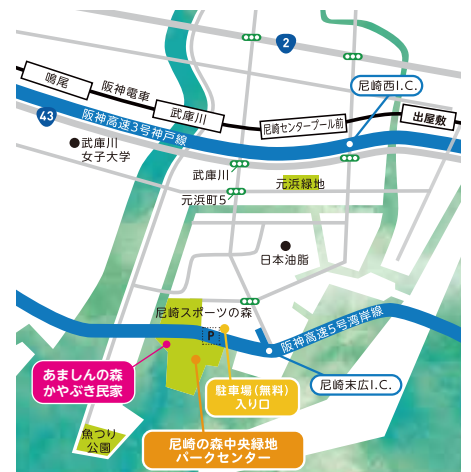 2
鳴尾
阪神電車
武庫川
尼崎センタープール前
出屋敷
尼崎西I.C.
43
阪神高速3号神戸線
武庫川
女子大学
武庫川
元浜町5
元浜緑地
日本油脂
尼崎スポーツの森
P
阪神高速5号湾岸線
あましんの森
かやぶき民家
駐車場(無料)
入り口
尼崎末広I.C.
魚つり
公園
尼崎の森中央緑地
パークセンター